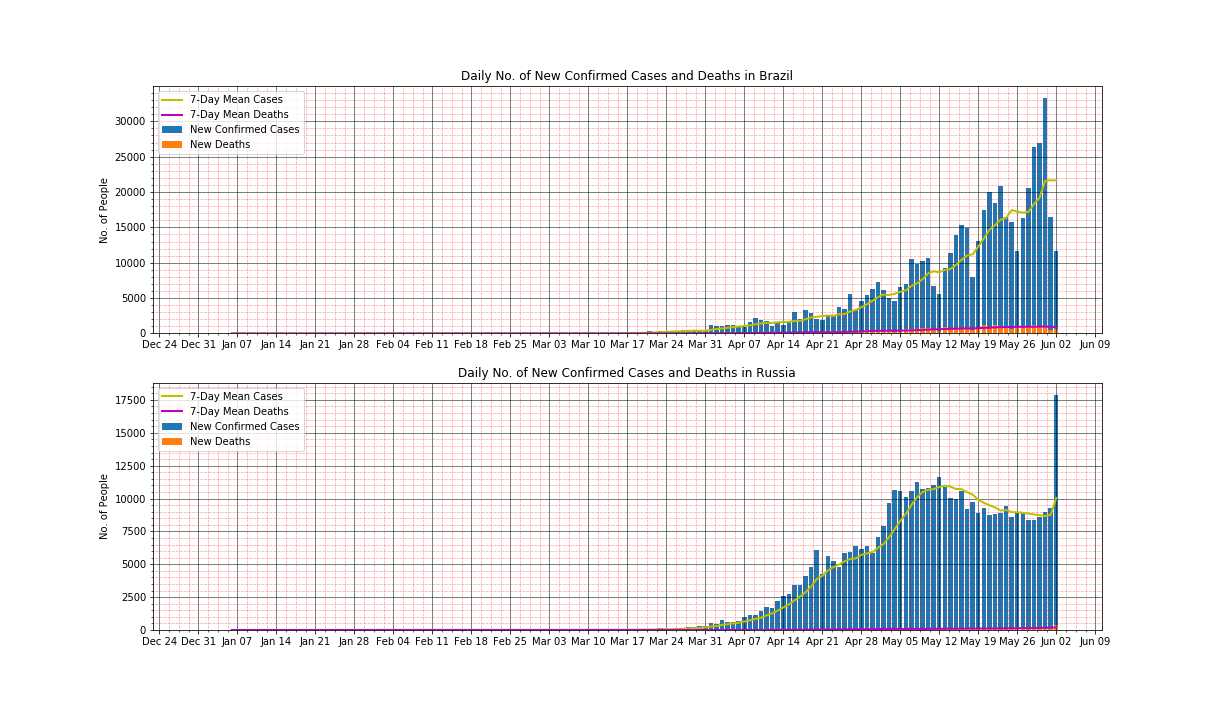 Daily No. of New Confirmed Cases and Deaths in Brazil
7-Day Mean Cases
7-Day Mean Deaths
New Confirmed Cases
New Deaths
No. of People
30000
25000
20000
15000
10000
5000
0
Dec 24 Dec 31 Jan 07 Jan 14 Jan 21 Jan 28 Feb 04 Feb 11 Feb 18 Feb 25 Mar 03 Mar 10 Mar 17 Mar 24 Mar 31 Apr 07 Apr 14 Apr 21 Apr 28 May 05 May 12 May 19 May 26 Jun 02 Jun 09
Daily No. of New Confirmed Cases and Deaths in Russia
7-Day Mean Cases
7-Day Mean Deaths
New Confirmed Cases
New Deaths
No. of People
17500
15000
12500
10000
7500
5000
2500
0
Dec 24 Dec 31 Jan 07 Jan 14 Jan 21 Jan 28 Feb 04 Feb 11 Feb 18 Feb 25 Mar 03 Mar 10 Mar 17 Mar 24 Mar 31 Apr 07 Apr 14 Apr 21 Apr 28 May 05 May 12 May 19 May 26 Jun 02 Jun 09